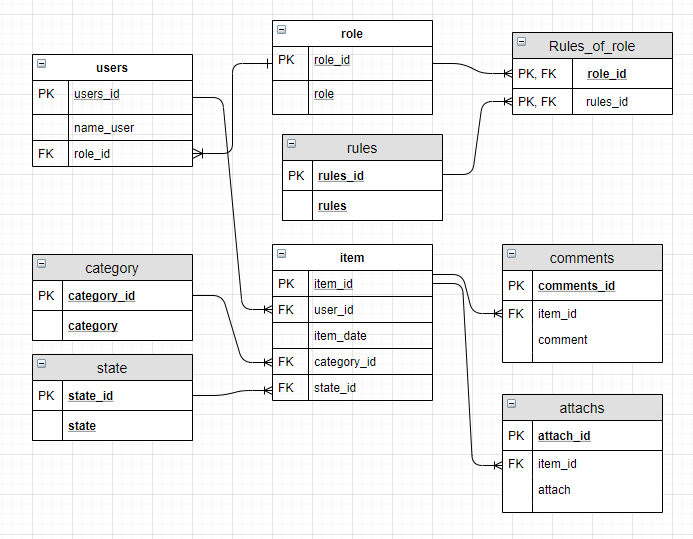 users
PK users_id
name_user
FK role_id
role
PK role_id
role
Rules_of_role
PK, FK role_id
PK, FK rules_id
rules
PK rules_id
rules
category
PK category_id
category
state
PK state_id
state
item
PK item_id
FK user_id
item_date
FK category_id
FK state_id
comments
PK comments_id
FK item_id
comment
attachs
PK attach_id
FK item_id
attach